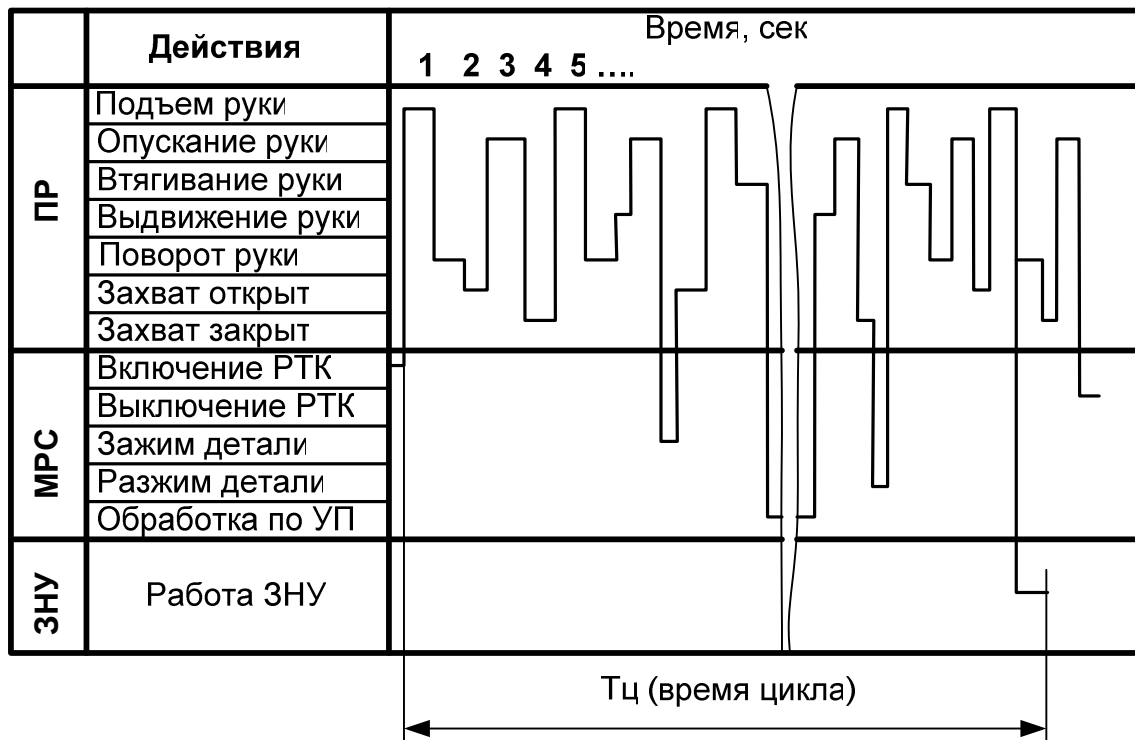 Действия
Время, сек
1 2 3 4 5 ....
ПР
Подъем руки
Опускание руки
Втягивание руки
Выдвижение руки
Поворот руки
Захват открыт
Захват закрыт
МРС
Включение РТК
Выключение РТК
Зажим детали
Разжим детали
Обработка по УП
ЗНУ
Работа ЗНУ
Тц (время цикла)